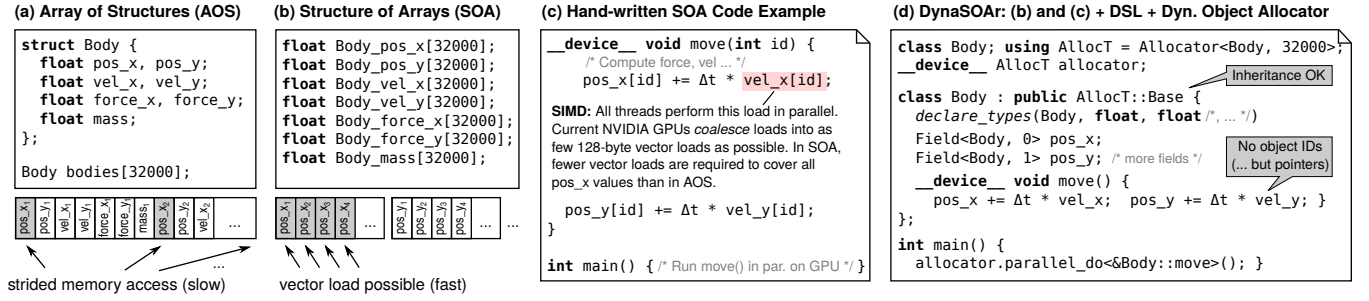 (a) Array of Structures (AOS)
struct Body {
float pos_x, pos_y;
float vel_x, vel_y;
float force_x, force_y;
float mass;
};
Body bodies[32000];
pos_x1 pos_y1 vel_x1 vel_y1 force_x1 force_y1 mass1 pos_x2 pos_y2 vel_x2 ...
...
strided memory access (slow)
(b) Structure of Arrays (SOA)
float Body_pos_x[32000];
float Body_pos_y[32000];
float Body_vel_x[32000];
float Body_vel_y[32000];
float Body_force_x[32000];
float Body_force_y[32000];
float Body_mass[32000];
pos_x1 pos_x2 pos_x3 pos_x4 ... pos_y1 pos_y2 pos_y3 pos_y4 ... ...
vector load possible (fast)
(c) Hand-written SOA Code Example
__device__ void move(int id) {
/* Compute force, vel ... */
pos_x[id] += Δt * vel_x[id];
SIMD: All threads perform this load in parallel.
Current NVIDIA GPUs coalesce loads into as
few 128-byte vector loads as possible. In SOA,
fewer vector loads are required to cover all
pos_x values than in AOS.
pos_y[id] += Δt * vel_y[id];
}
int main() { /* Run move() in par. on GPU */ }
(d) DynaSOAr: (b) and (c) + DSL + Dyn. Object Allocator
class Body; using AllocT = Allocator<Body, 32000>;
__device__ AllocT allocator;
Inheritance OK
class Body : public AllocT::Base {
declare_types(Body, float, float /*, ... */)
Field<Body, 0> pos_x;
Field<Body, 1> pos_y; /* more fields */
No object IDs
(... but pointers)
__device__ void move() {
pos_x += Δt * vel_x; pos_y += Δt * vel_y; }
};
int main() {
allocator.parallel_do<&Body::move>(); }